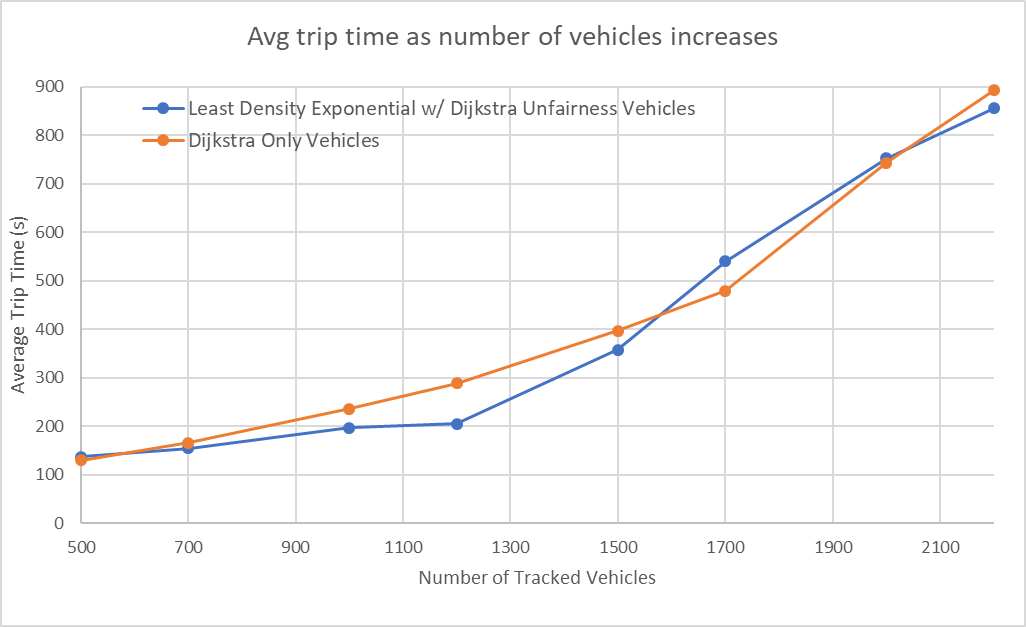 Avg trip time as number of vehicles increases
Least Density Exponential w/ Dijkstra Unfairness Vehicles
Dijkstra Only Vehicles
Average Trip Time (s)
900
800
700
600
500
400
300
200
100
0
500 700 900 1100 1300 1500 1700 1900 2100
Number of Tracked Vehicles